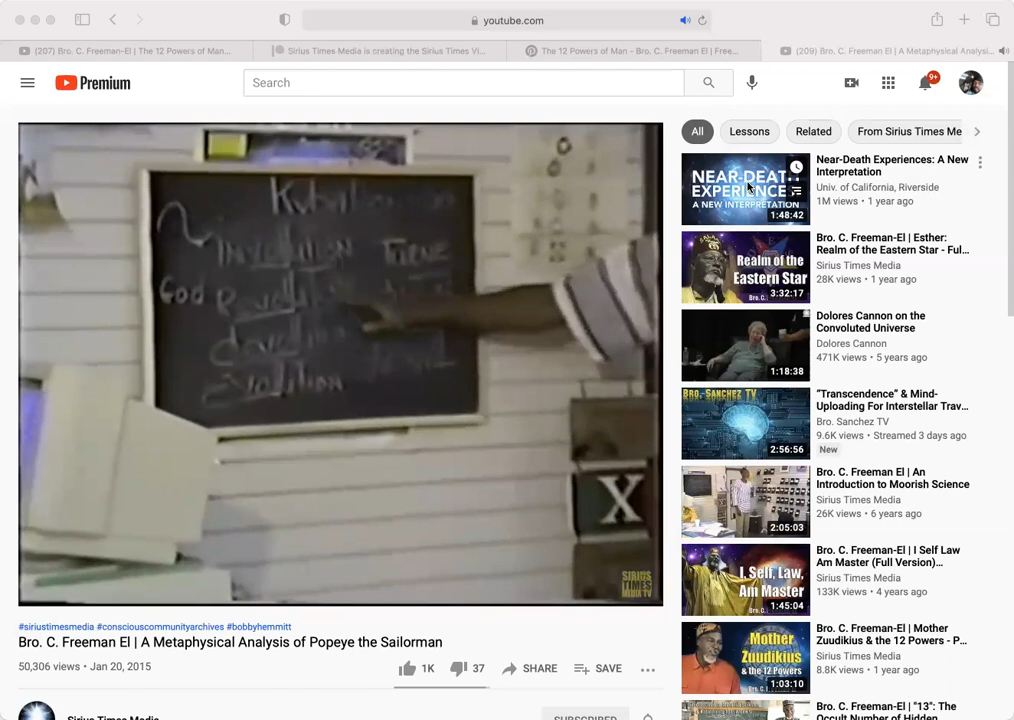 youtube.com
(207) Bro. C. Freeman-El | The 12 Powers of Man...
Sirius Times Media is creating the Sirius Times Vi...
The 12 Powers of Man - Bro. C. Freeman El | Free...
(209) Bro. C. Freeman El | A Metaphysical Analysi...
Premium
Search
9+
God
X
SIRIUS
TIMES
MEDIA TV
#siriustimesmedia #consciouscommunityarchives #bobbyhemmitt
Bro. C. Freeman El | A Metaphysical Analysis of Popeye the Sailorman
50,306 views • Jan 20, 2015
1K
37
SHARE
SAVE
Sirius Times Media
SUBSCRIBED
All
Lessons
Related
From Sirius Times Me
NEAR-DEATH
EXPERIENCES
A NEW INTERPRETATION
1:48:42
Near-Death Experiences: A New
Interpretation
Univ. of California, Riverside
1M views • 1 year ago
Realm of the
Eastern Star
Bro.
3:32:17
Bro. C. Freeman-El | Esther:
Realm of the Eastern Star - Ful...
Sirius Times Media
28K views • 1 year ago
1:18:38
Dolores Cannon on the
Convoluted Universe
Dolores Cannon
471K views • 5 years ago
BRO. SANCHEZ TV
2:56:56
“Transcendence” & Mind-
Uploading For Interstellar Trav...
Bro. Sanchez TV
9.6K views • Streamed 3 days ago
New
2:05:03
Bro. C. Freeman El | An
Introduction to Moorish Science
Sirius Times Media
26K views • 6 years ago
I, Self, Law,
Am Master
1:45:04
Bro. C. Freeman-El | I Self Law
Am Master (Full Version)...
Sirius Times Media
133K views • 4 years ago
Mother
Zuudikius
& the 12 Powers
1:03:10
Bro. C. Freeman-El | Mother
Zuudikius & the 12 Powers - P...
Sirius Times Media
8.8K views • 1 year ago
Bro. C. Freeman-El | "13": The
Occult Number of Hidden